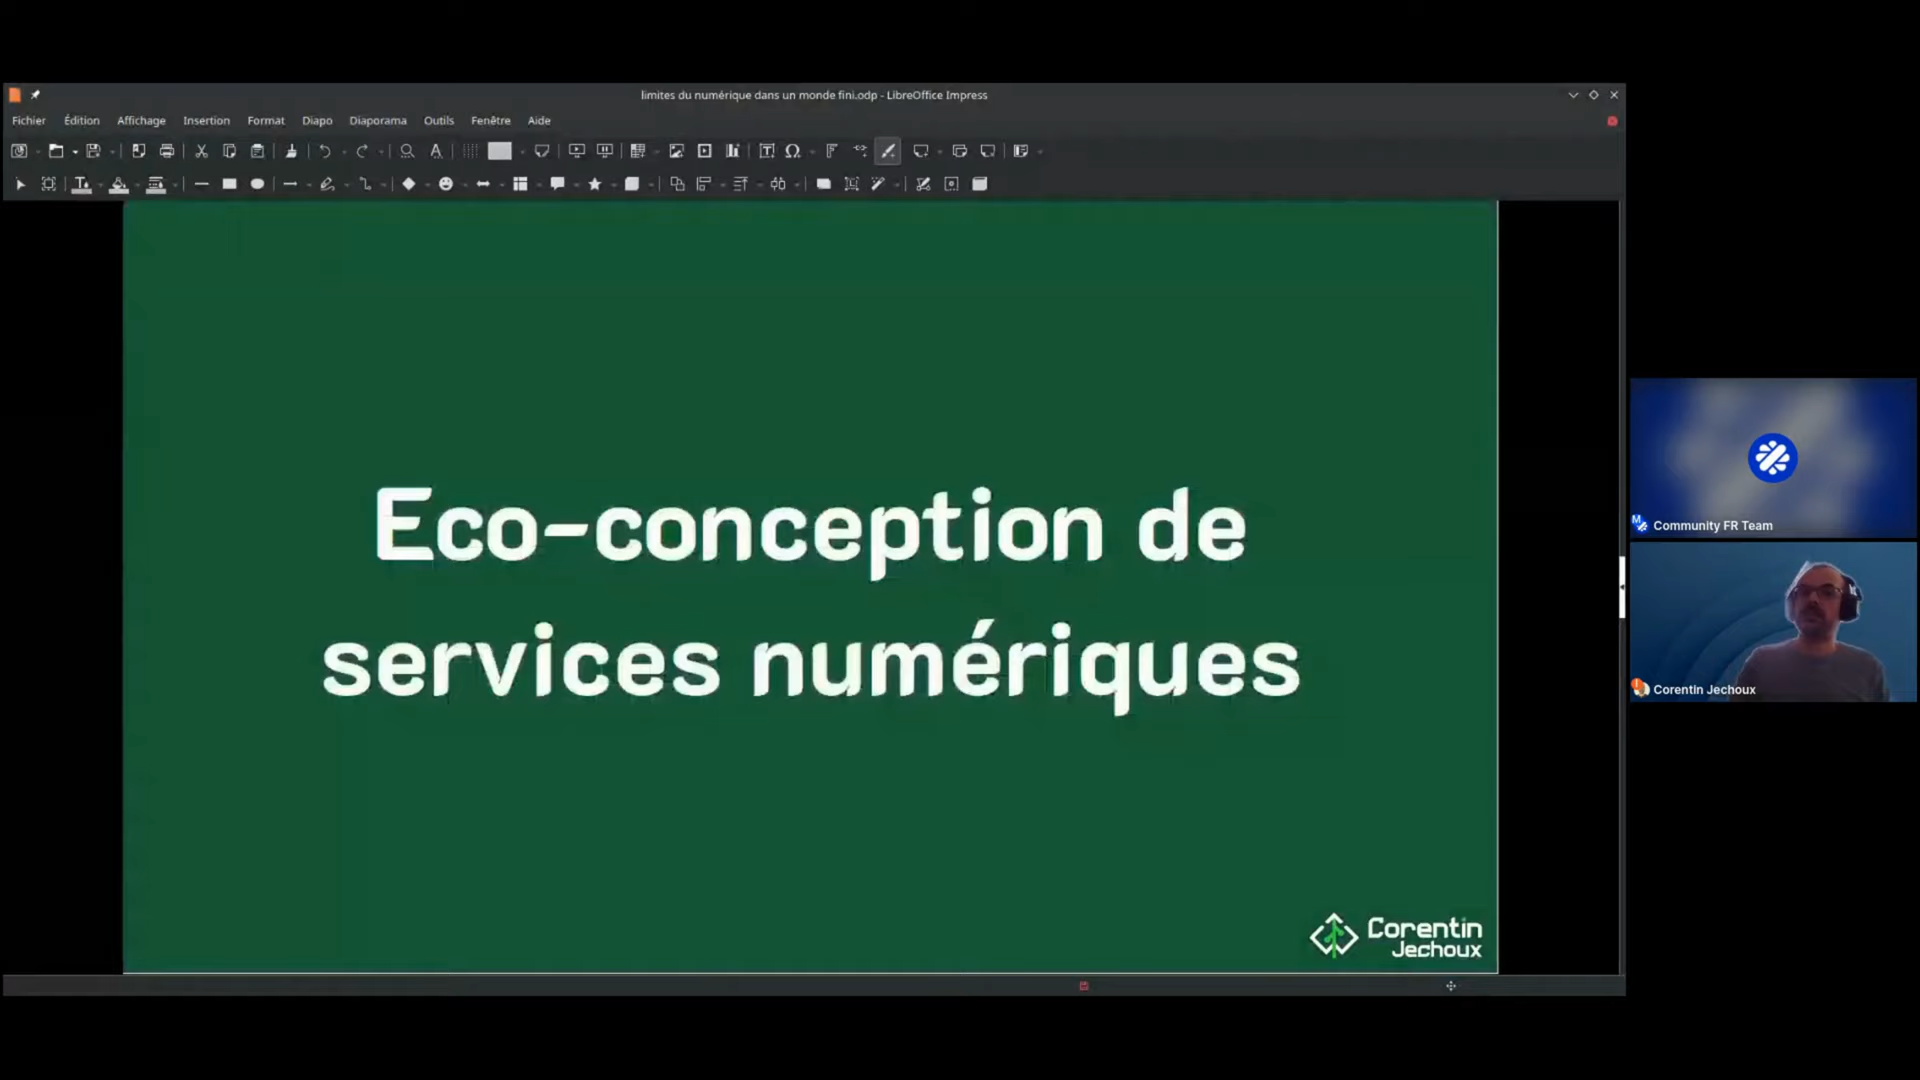 limites du numérique dans un monde fini.odp - LibreOffice Impress
Fichier Édition Affichage Insertion Format Diapo Diaporama Outils Fenêtre Aide
Eco-conception de
services numériques
Corentin
Jechoux
Community FR Team
Corentin Jechoux